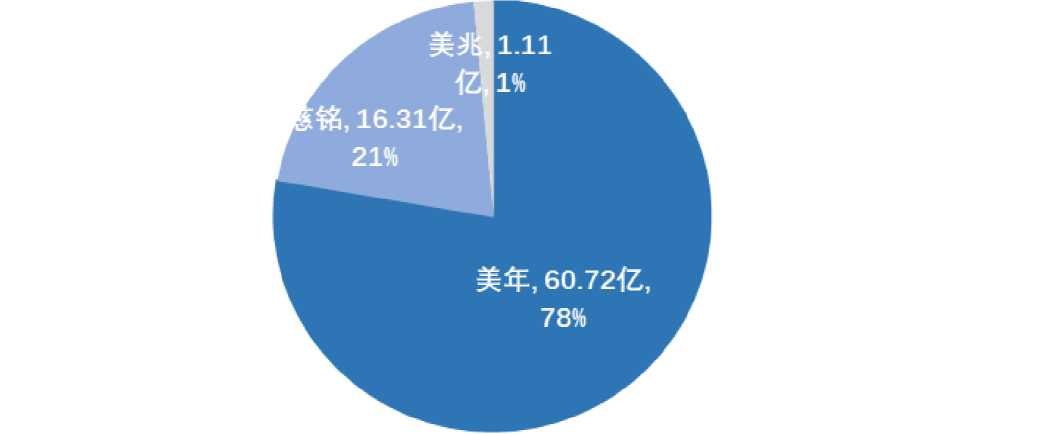 美兆, 1.11
亿, 1%
慈铭, 16.31亿,
21%
美年, 60.72亿,
78%